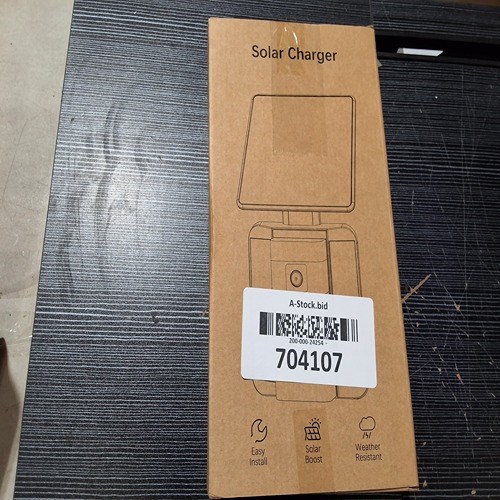 Solar Charger
A-Stock.bid
200-000-24254 -
704107
Easy
Install
Solar
Boost
Weather
Resistant